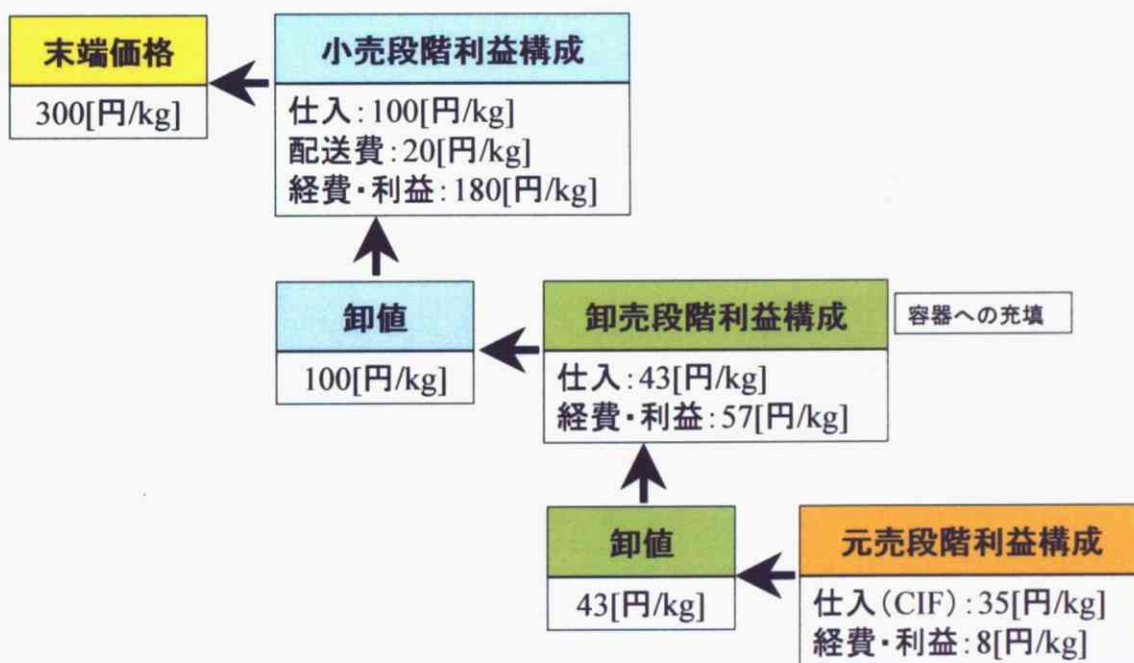 末端価格
300[円/kg]
小売段階利益構成
仕入:100[円/kg]
配送費:20[円/kg]
経費・利益:180[円/kg]
卸値
100[円/kg]
卸売段階利益構成
仕入:43[円/kg]
経費・利益:57[円/kg]
容器への充填
卸値
43[円/kg]
元売段階利益構成
仕入(CIF):35[円/kg]
経費・利益:8[円/kg]